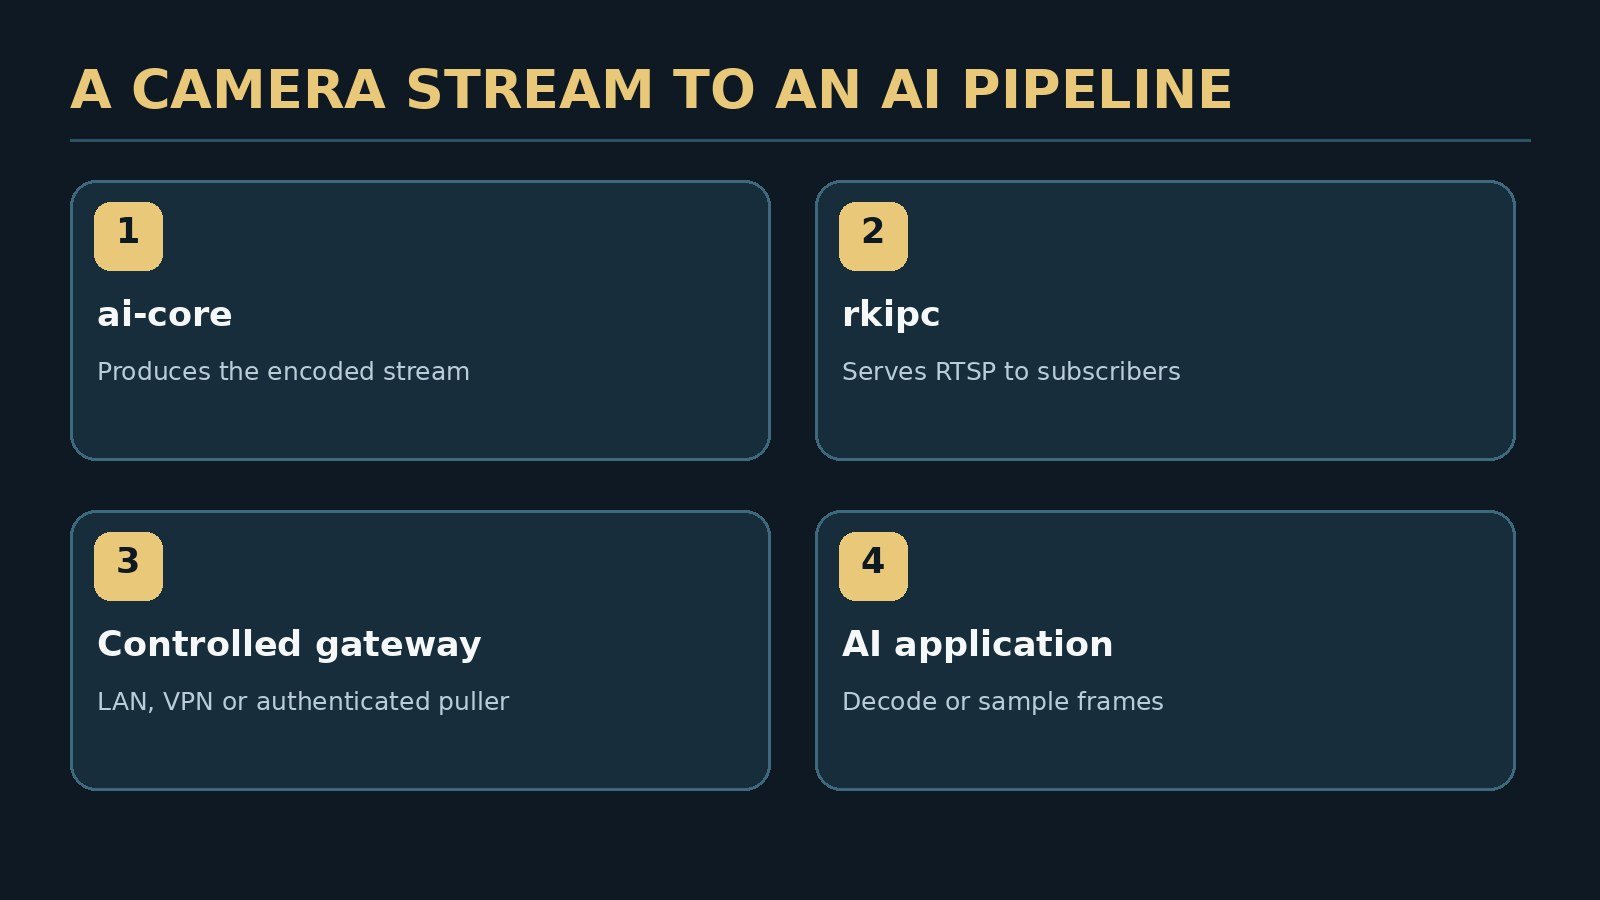 A CAMERA STREAM TO AN AI PIPELINE
1
ai-core
Produces the encoded stream
2
rkipc
Serves RTSP to subscribers
3
Controlled gateway
LAN, VPN or authenticated puller
4
AI application
Decode or sample frames